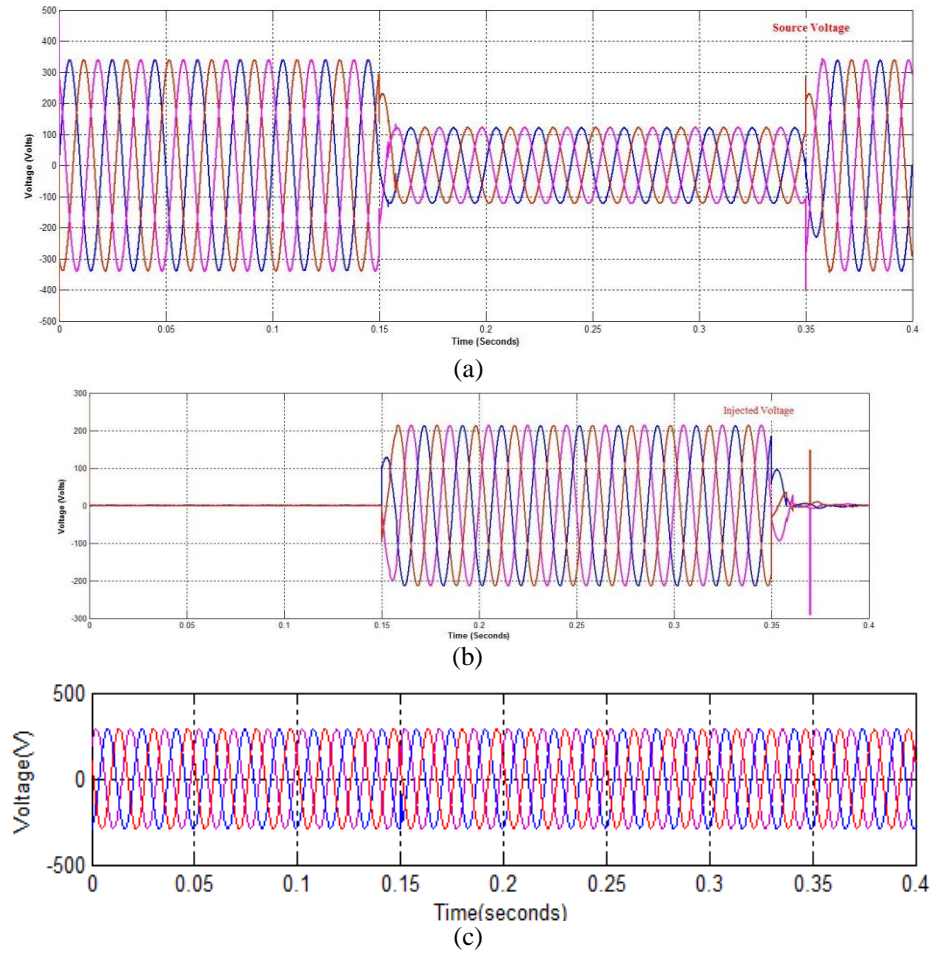 500
400
300
200
100
0
-100
-200
-300
-400
-500
Voltage (Volts)
Source Voltage
0 0.05 0.1 0.15 0.2 0.25 0.3 0.35 0.4
Time (Seconds)
(a)
300
200
100
0
-100
-200
-300
Voltage (Volts)
Injected Voltage
0 0.05 0.1 0.15 0.2 0.25 0.3 0.35 0.4
Time (Seconds)
(b)
500
0
-500
Voltage(V)
0 0.05 0.1 0.15 0.2 0.25 0.3 0.35 0.4
Time(seconds)
(c)